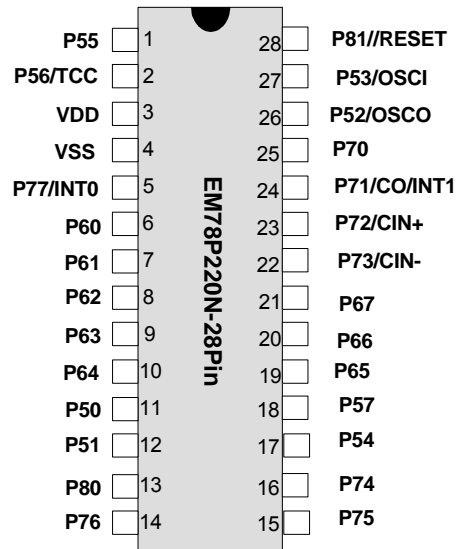 P55 1 28 P81//RESET
P56/TCC 2 27 P53/OSCI
VDD 3 26 P52/OSCO
VSS 4 25 P70
P77/INT0 5 24 P71/CO/INT1
P60 6 23 P72/CIN+
P61 7 22 P73/CIN-
P62 8 21 P67
P63 9 20 P66
P64 10 19 P65
P50 11 18 P57
P51 12 17 P54
P80 13 16 P74
P76 14 15 P75
EM78P220N-28Pin